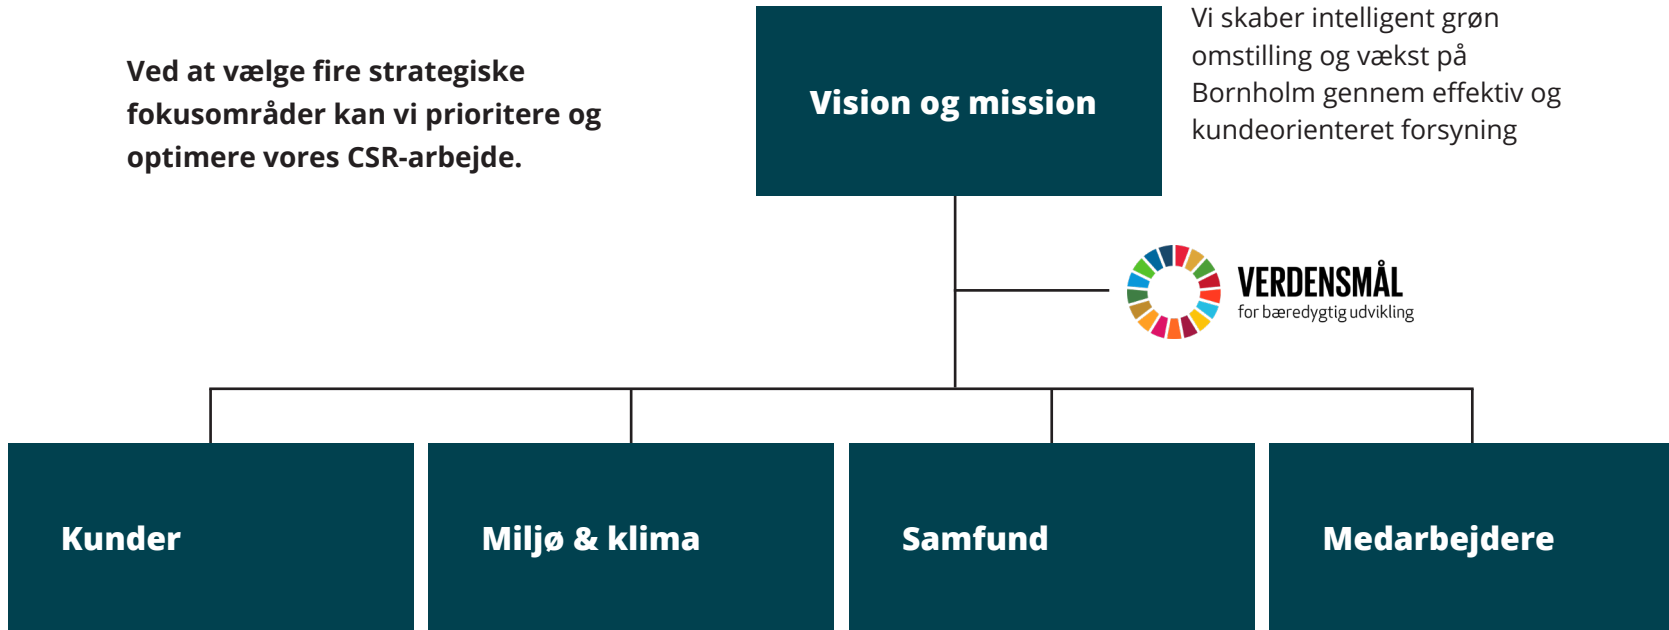 Ved at vælge fire strategiske
fokusområder kan vi prioritere og
optimere vores CSR-arbejde.
Vision og mission
Vi skaber intelligent grøn
omstilling og vækst på
Bornholm gennem effektiv og
kundeorienteret forsyning
VERDENSMÅL
for bæredygtig udvikling
Kunder
Miljø & klima
Samfund
Medarbejdere